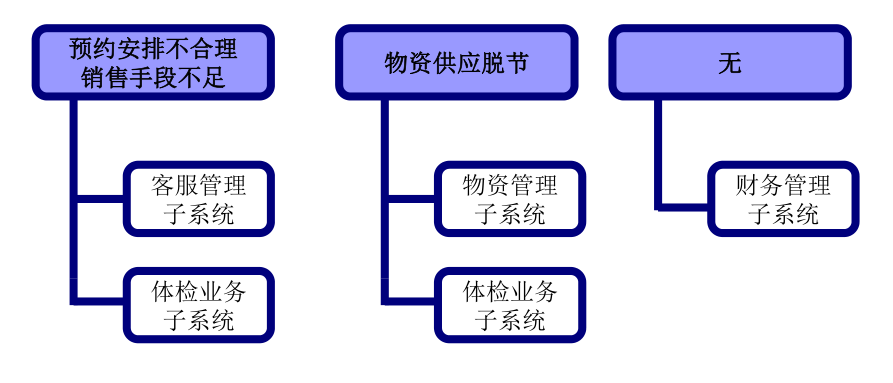 预约安排不合理
销售手段不足
物资供应脱节
无
客服管理
子系统
物资管理
子系统
财务管理
子系统
体检业务
子系统
体检业务
子系统